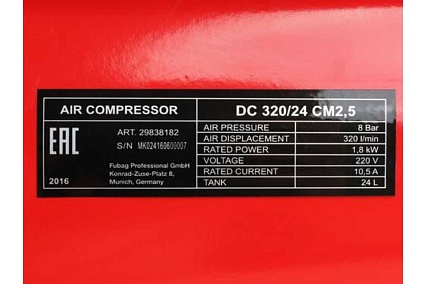 AIR COMPRESSOR
EAC
ART. 29838182
S/N MK024160600007
Fubag Professional GmbH
Konrad-Zuse-Platz 8,
Munich, Germany
2016
DC 320/24 CM2,5
AIR PRESSURE 8 Bar
AIR DISPLACEMENT 320 l/min
RATED POWER 1,8 kW
VOLTAGE 220 V
RATED CURRENT 10,5 A
TANK 24 L